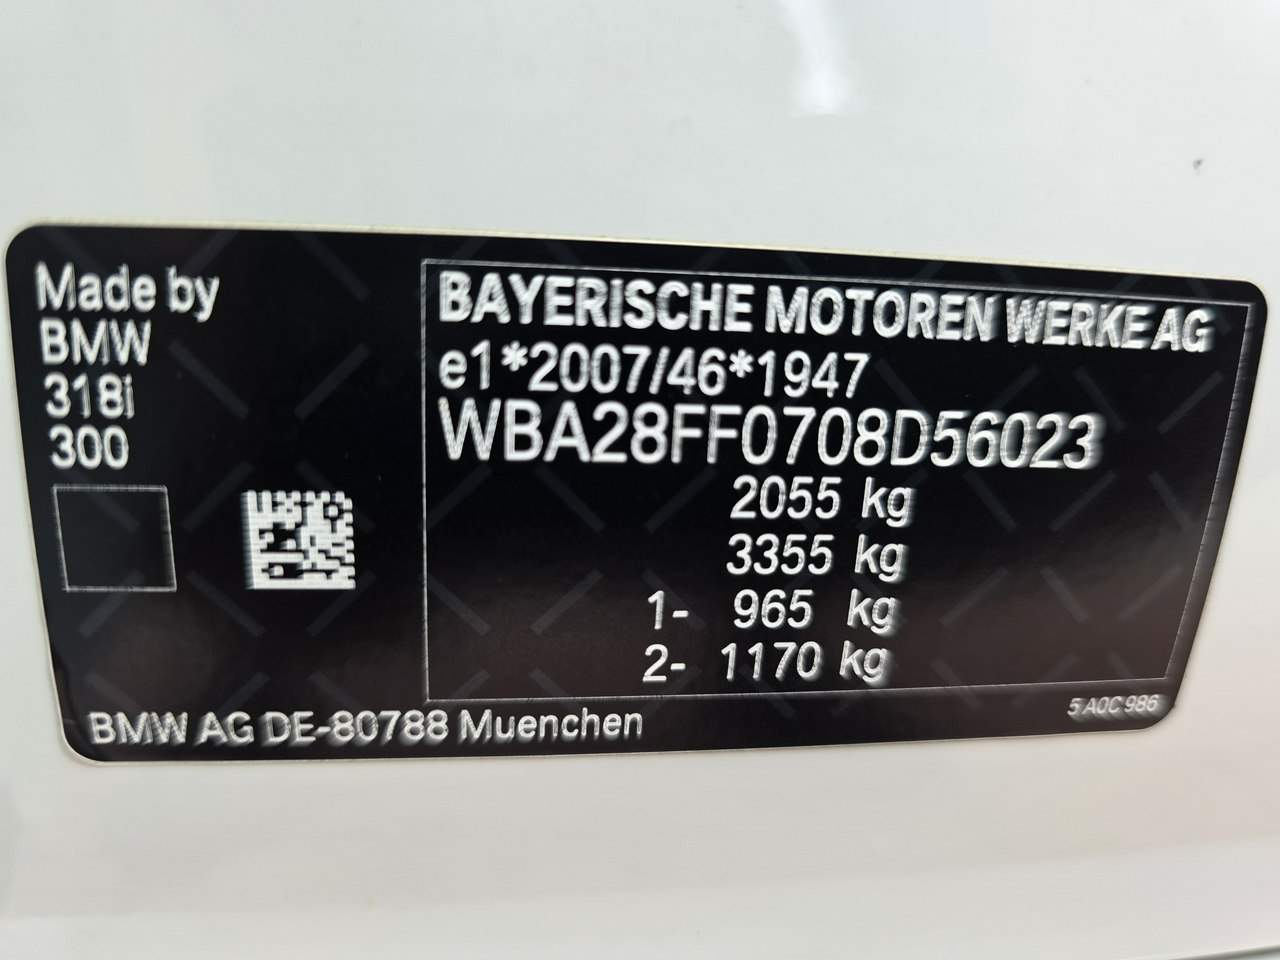 Made by
BMW
318i
300
BAYERISCHE MOTOREN WERKE AG
e1*2007/46*1947
WBA28FF0708D56023
2055 kg
3355 kg
1- 965 kg
2- 1170 kg
BMW AG DE-80788 Muenchen
5 A0C 986